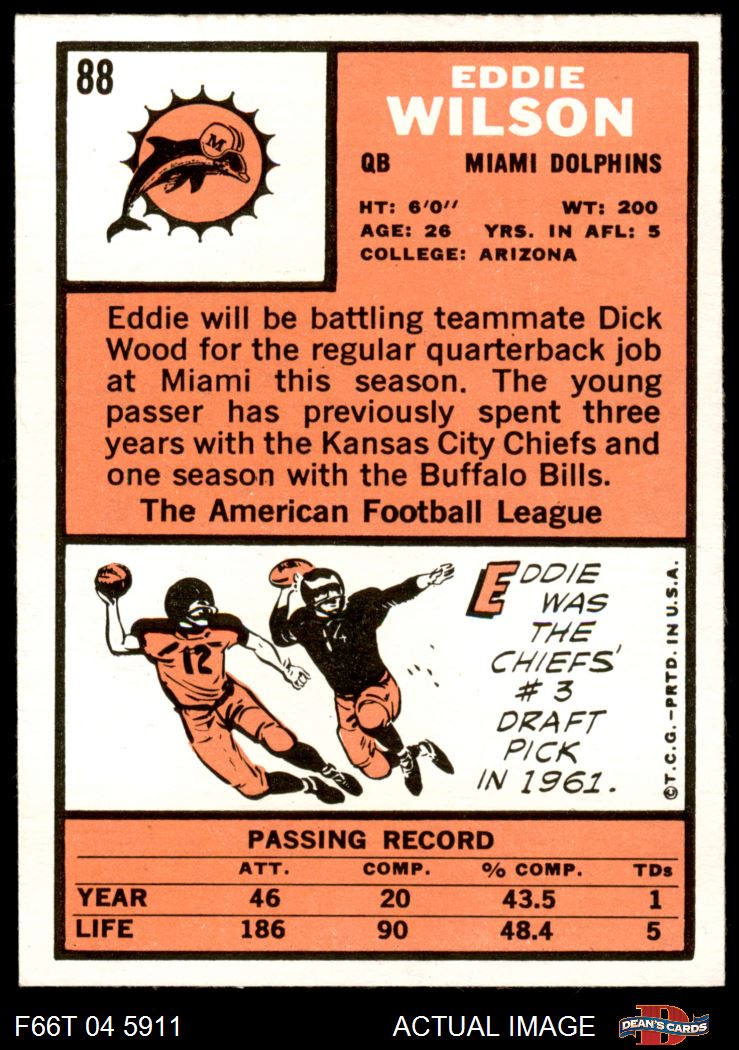 88
M
EDDIE
WILSON
QB MIAMI DOLPHINS
HT: 6'0'' WT: 200
AGE: 26 YRS. IN AFL: 5
COLLEGE: ARIZONA
Eddie will be battling teammate Dick
Wood for the regular quarterback job
at Miami this season. The young
passer has previously spent three
years with the Kansas City Chiefs and
one season with the Buffalo Bills.
The American Football League
12
14
EDDIE
WAS
THE
CHIEFS'
# 3
DRAFT
PICK
IN 1961.
©T.C.G.–PRTD. IN U.S.A.
PASSING RECORD
ATT. COMP. % COMP. TDs
YEAR 46 20 43.5 1
LIFE 186 90 48.4 5
F66T 04 5911 ACTUAL IMAGE
D
DEAN'S CARDS